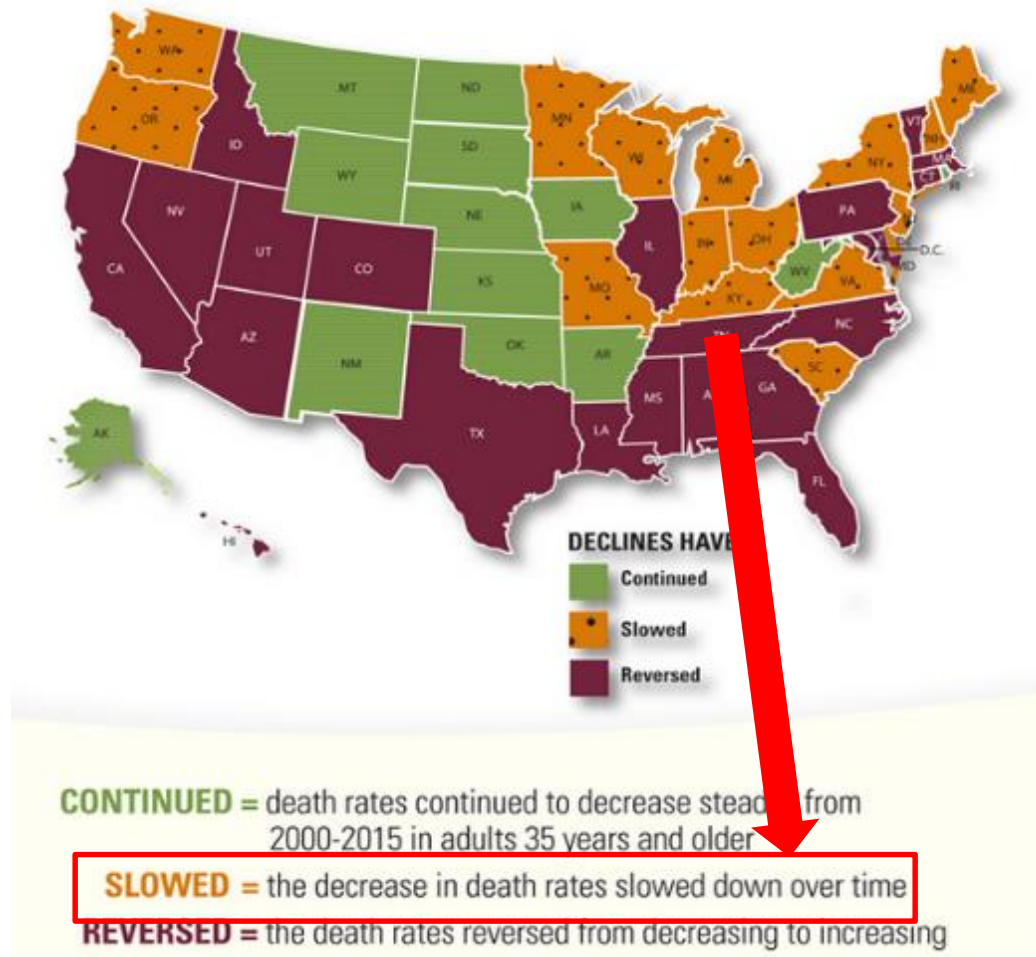 WA
MT
ND
MN
ME
OR
ID
SD
WI
VT
NH
NY
MA
WY
MI
CT
RI
IA
NE
PA
NV
UT
CO
IL
IN
OH
D.C.
WV
MD
CA
KS
MO
KY
VA
AZ
NM
OK
AR
TN
NC
SC
MS
GA
TX
LA
AK
FL
HI
DECLINES HAVE
Continued
Slowed
Reversed
CONTINUED = death rates continued to decrease from
2000-2015 in adults 35 years and older
SLOWED = the decrease in death rates slowed down over time
REVERSED = the death rates reversed from decreasing to increasing